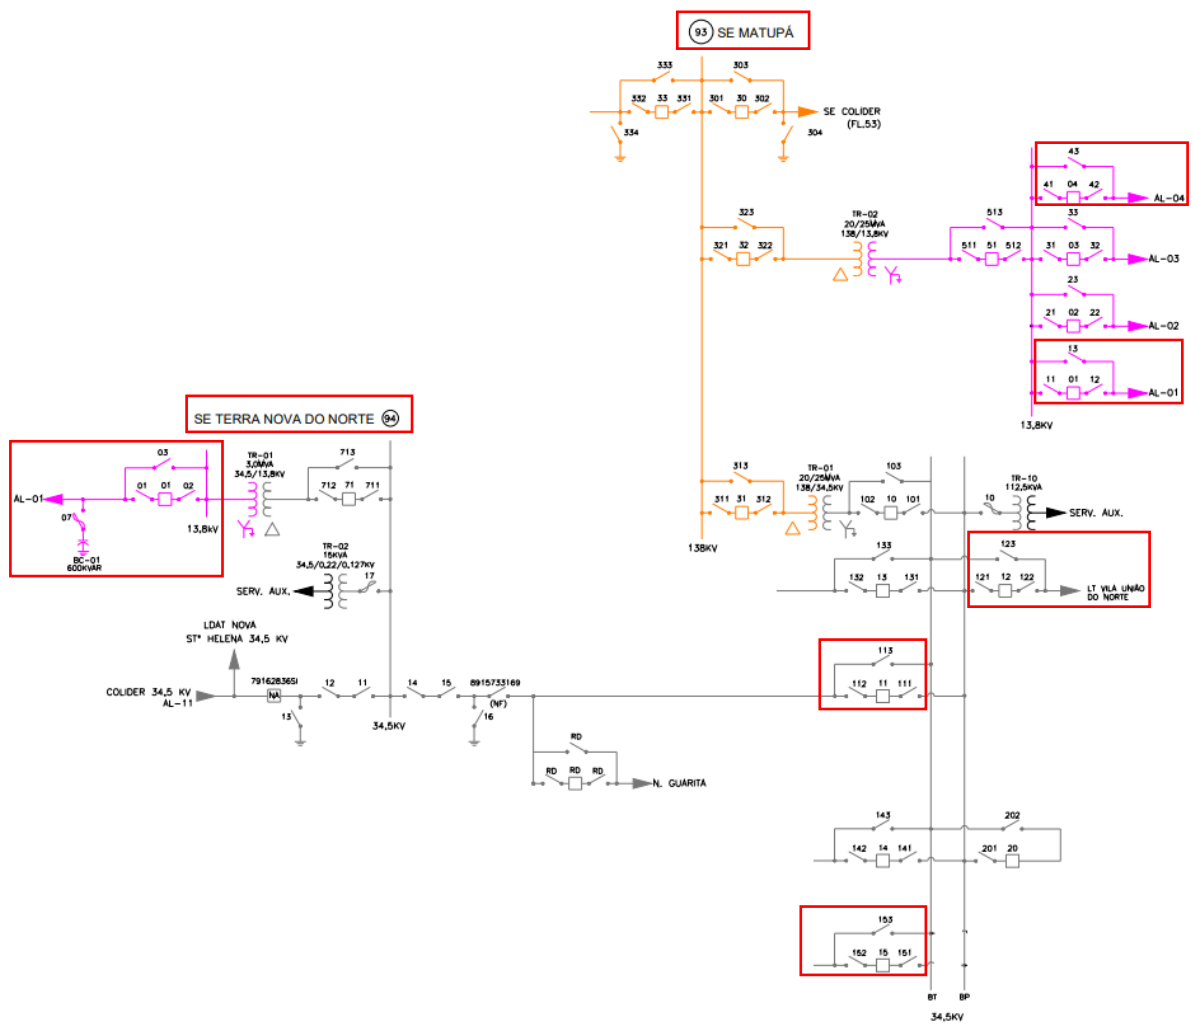 93 SE MATUPÁ
333
303
332
33
331
301
30
302
SE COLIDER
(FL.53)
334
304
43
41
04
42
AL-04
323
321
32
322
TR-02
20/25MVA
138/13,8KV
513
511
51
512
33
31
03
32
AL-03
23
21
02
22
AL-02
13
11
01
12
AL-01
13,8KV
SE TERRA NOVA DO NORTE 94
03
01
01
02
AL-01
07
13,8kV
BC-01
600KVAR
TR-01
3,0MVA
34,5/13,8KV
713
712
71
711
TR-02
15KVA
34,5/0,22/0,127KV
17
SERV. AUX.
313
311
31
312
138KV
TR-01
20/25MVA
138/34,5KV
103
102
10
101
10
TR-10
112,5KVA
SERV. AUX.
133
132
13
131
123
121
12
122
LT VILA UNIÃO
DO NORTE
LDAT NOVA
STª HELENA 34,5 KV
COLIDER 34,5 KV
AL-11
7916283651
NA
12
11
13
34,5KV
14
15
8915733169
(NF)
16
113
112
11
111
RD
RD
RD
RD
N. GUARITA
143
142
14
141
202
201
20
153
152
15
151
BT
BP
34,5KV